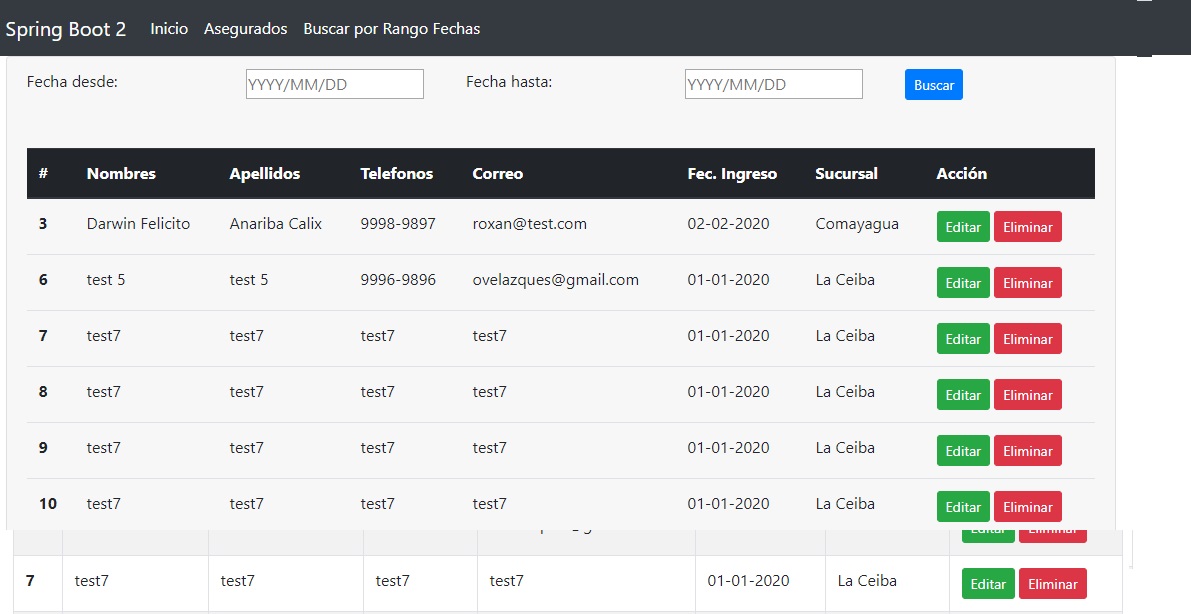 Spring Boot 2 Inicio Asegurados Buscar por Rango Fechas
Fecha desde: YYYY/MM/DD Fecha hasta: YYYY/MM/DD Buscar
# Nombres Apellidos Telefonos Correo Fec. Ingreso Sucursal Acción
3 Darwin Felicito Anariba Calix 9998-9897 roxan@test.com 02-02-2020 Comayagua Editar Eliminar
6 test 5 test 5 9996-9896 ovelazques@gmail.com 01-01-2020 La Ceiba Editar Eliminar
7 test7 test7 test7 test7 01-01-2020 La Ceiba Editar Eliminar
8 test7 test7 test7 test7 01-01-2020 La Ceiba Editar Eliminar
9 test7 test7 test7 test7 01-01-2020 La Ceiba Editar Eliminar
10 test7 test7 test7 test7 01-01-2020 La Ceiba Editar Eliminar
Editar Eliminar
7 test7 test7 test7 test7 01-01-2020 La Ceiba Editar Eliminar